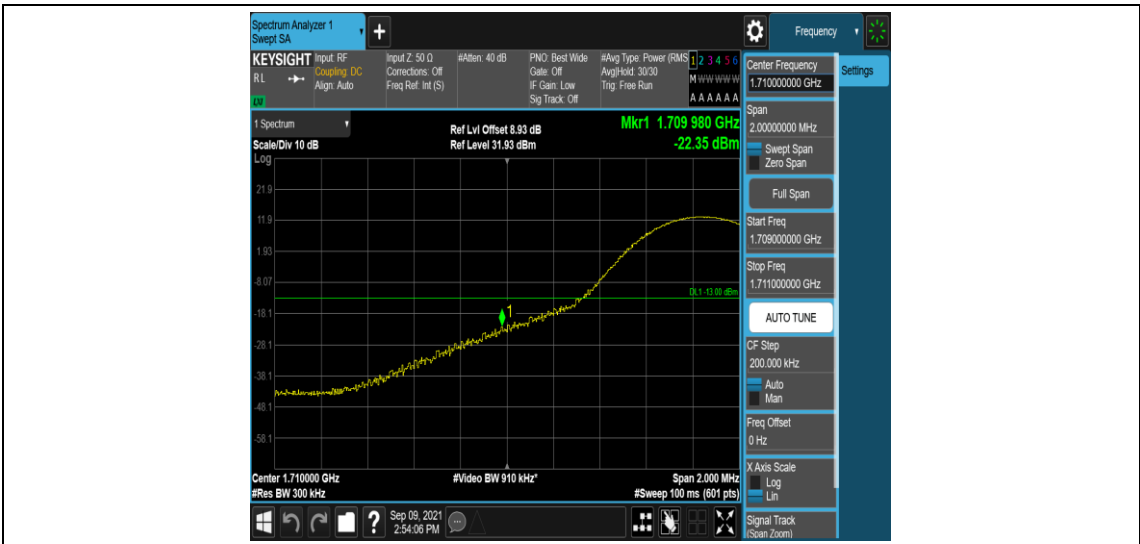 Spectrum Analyzer 1
Swept SA
Frequency
KEYSIGHT
RL
LXI
Input: RF
Coupling: DC
Align: Auto
Input Z: 50 Ω
Corrections: Off
Freq Ref: Int (S)
#Atten: 40 dB
PNO: Best Wide
Gate: Off
IF Gain: Low
Sig Track: Off
#Avg Type: Power (RMS
Avg|Hold: 30/30
Trig: Free Run
1 2 3 4 5 6
M W W W W W
A A A A A A
1 Spectrum
Scale/Div 10 dB
Ref Lvl Offset 8.93 dB
Ref Level 31.93 dBm
Mkr1 1.709 980 GHz
-22.35 dBm
Log
21.9
11.9
1.93
-8.07
-18.1
-28.1
-38.1
-48.1
-58.1
DL1 -13.00 dBm
1
Center 1.710000 GHz
#Res BW 300 kHz
#Video BW 910 kHz*
Span 2.000 MHz
#Sweep 100 ms (601 pts)
?
Sep 09, 2021
2:54:06 PM
Center Frequency
1.710000000 GHz
Settings
Span
2.00000000 MHz
Swept Span
Zero Span
Full Span
Start Freq
1.709000000 GHz
Stop Freq
1.711000000 GHz
AUTO TUNE
CF Step
200.000 kHz
Auto
Man
Freq Offset
0 Hz
X Axis Scale
Log
Lin
Signal Track
(Span Zoom)